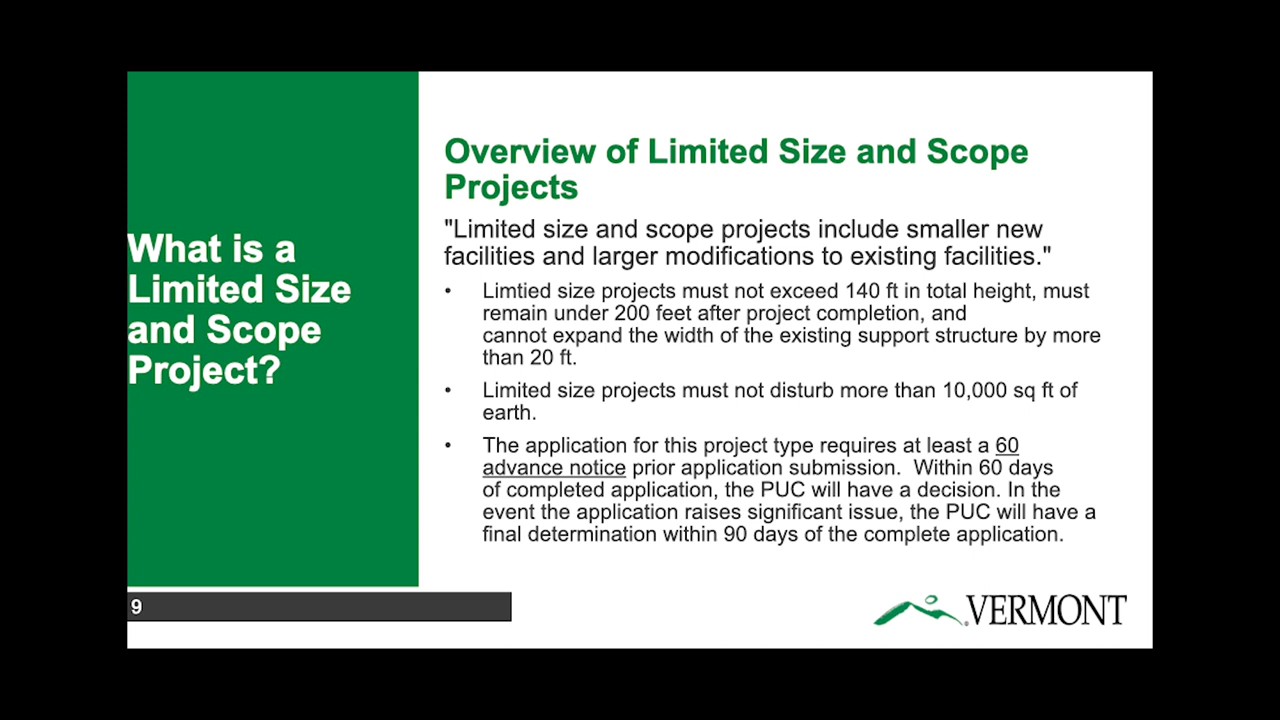 What is a
Limited Size
and Scope
Project?
Overview of Limited Size and Scope
Projects
"Limited size and scope projects include smaller new
facilities and larger modifications to existing facilities."
• Limtied size projects must not exceed 140 ft in total height, must
remain under 200 feet after project completion, and
cannot expand the width of the existing support structure by more
than 20 ft.
• Limited size projects must not disturb more than 10,000 sq ft of
earth.
• The application for this project type requires at least a 60
advance notice prior application submission.  Within 60 days
of completed application, the PUC will have a decision. In the
event the application raises significant issue, the PUC will have a
final determination within 90 days of the complete application.
9
VERMONT